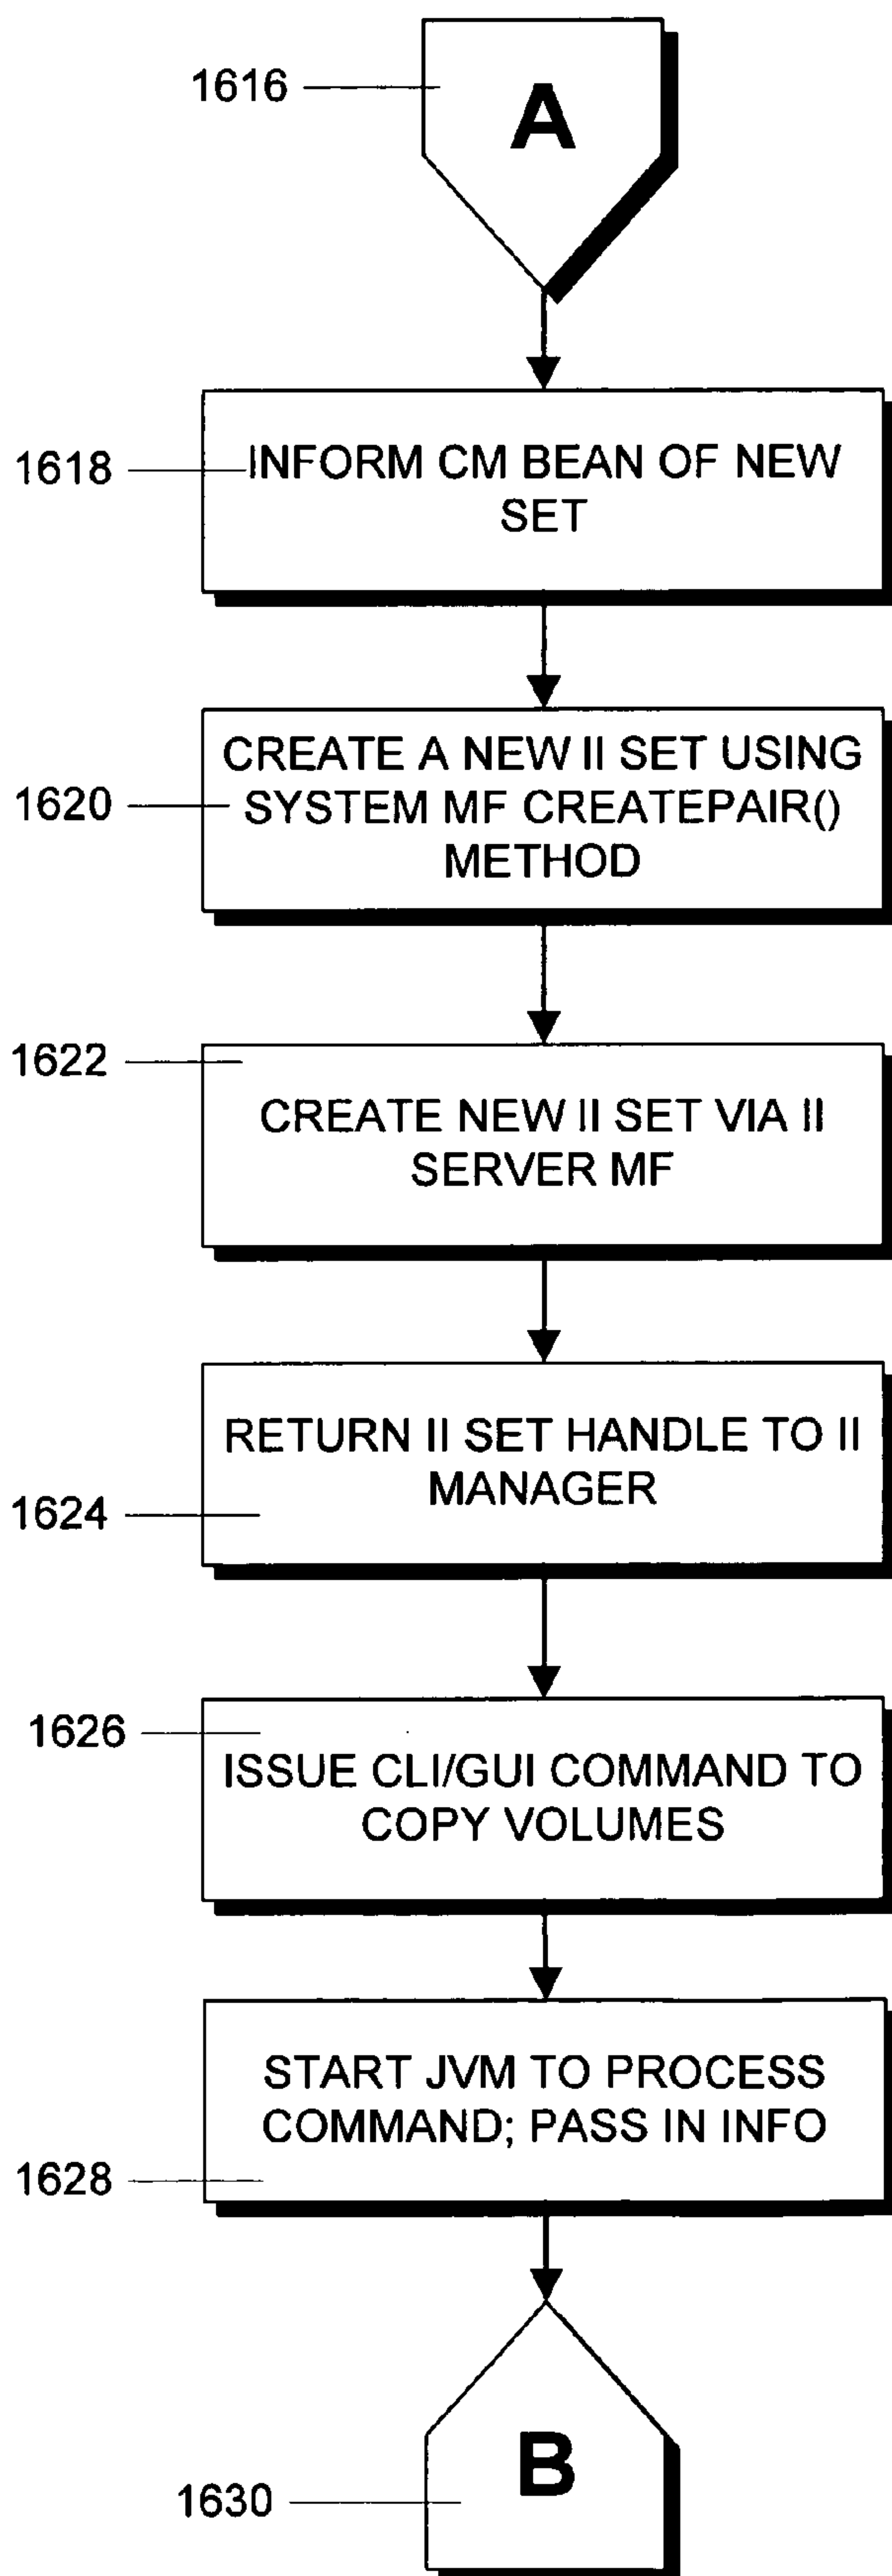 1616
A
1618
INFORM CM BEAN OF NEW
SET
CREATE A NEW II SET USING
1620
SYSTEM MF CREATEPAIR()
METHOD
1622
CREATE NEW II SET VIA II
SERVER MF
RETURN II SET HANDLE TO II
MANAGER
1624
1626
ISSUE CLI/GUI COMMAND TO
COPY VOLUMES
START JVM TO PROCESS
COMMAND; PASS IN INFO
1628
B
1630